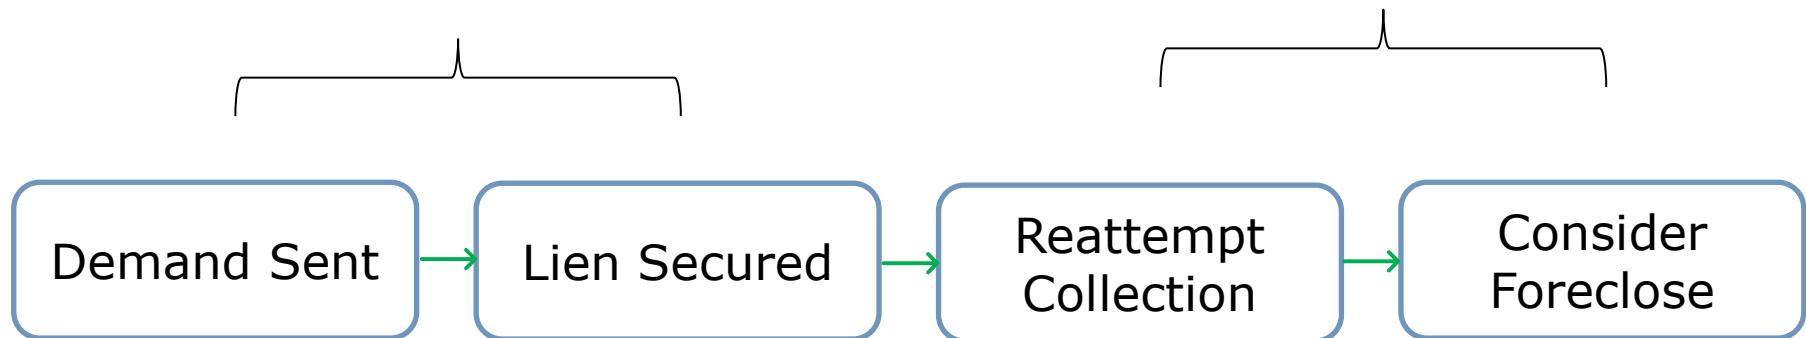 Demand Sent
Lien Secured
Reattempt
Collection
Consider
Foreclose